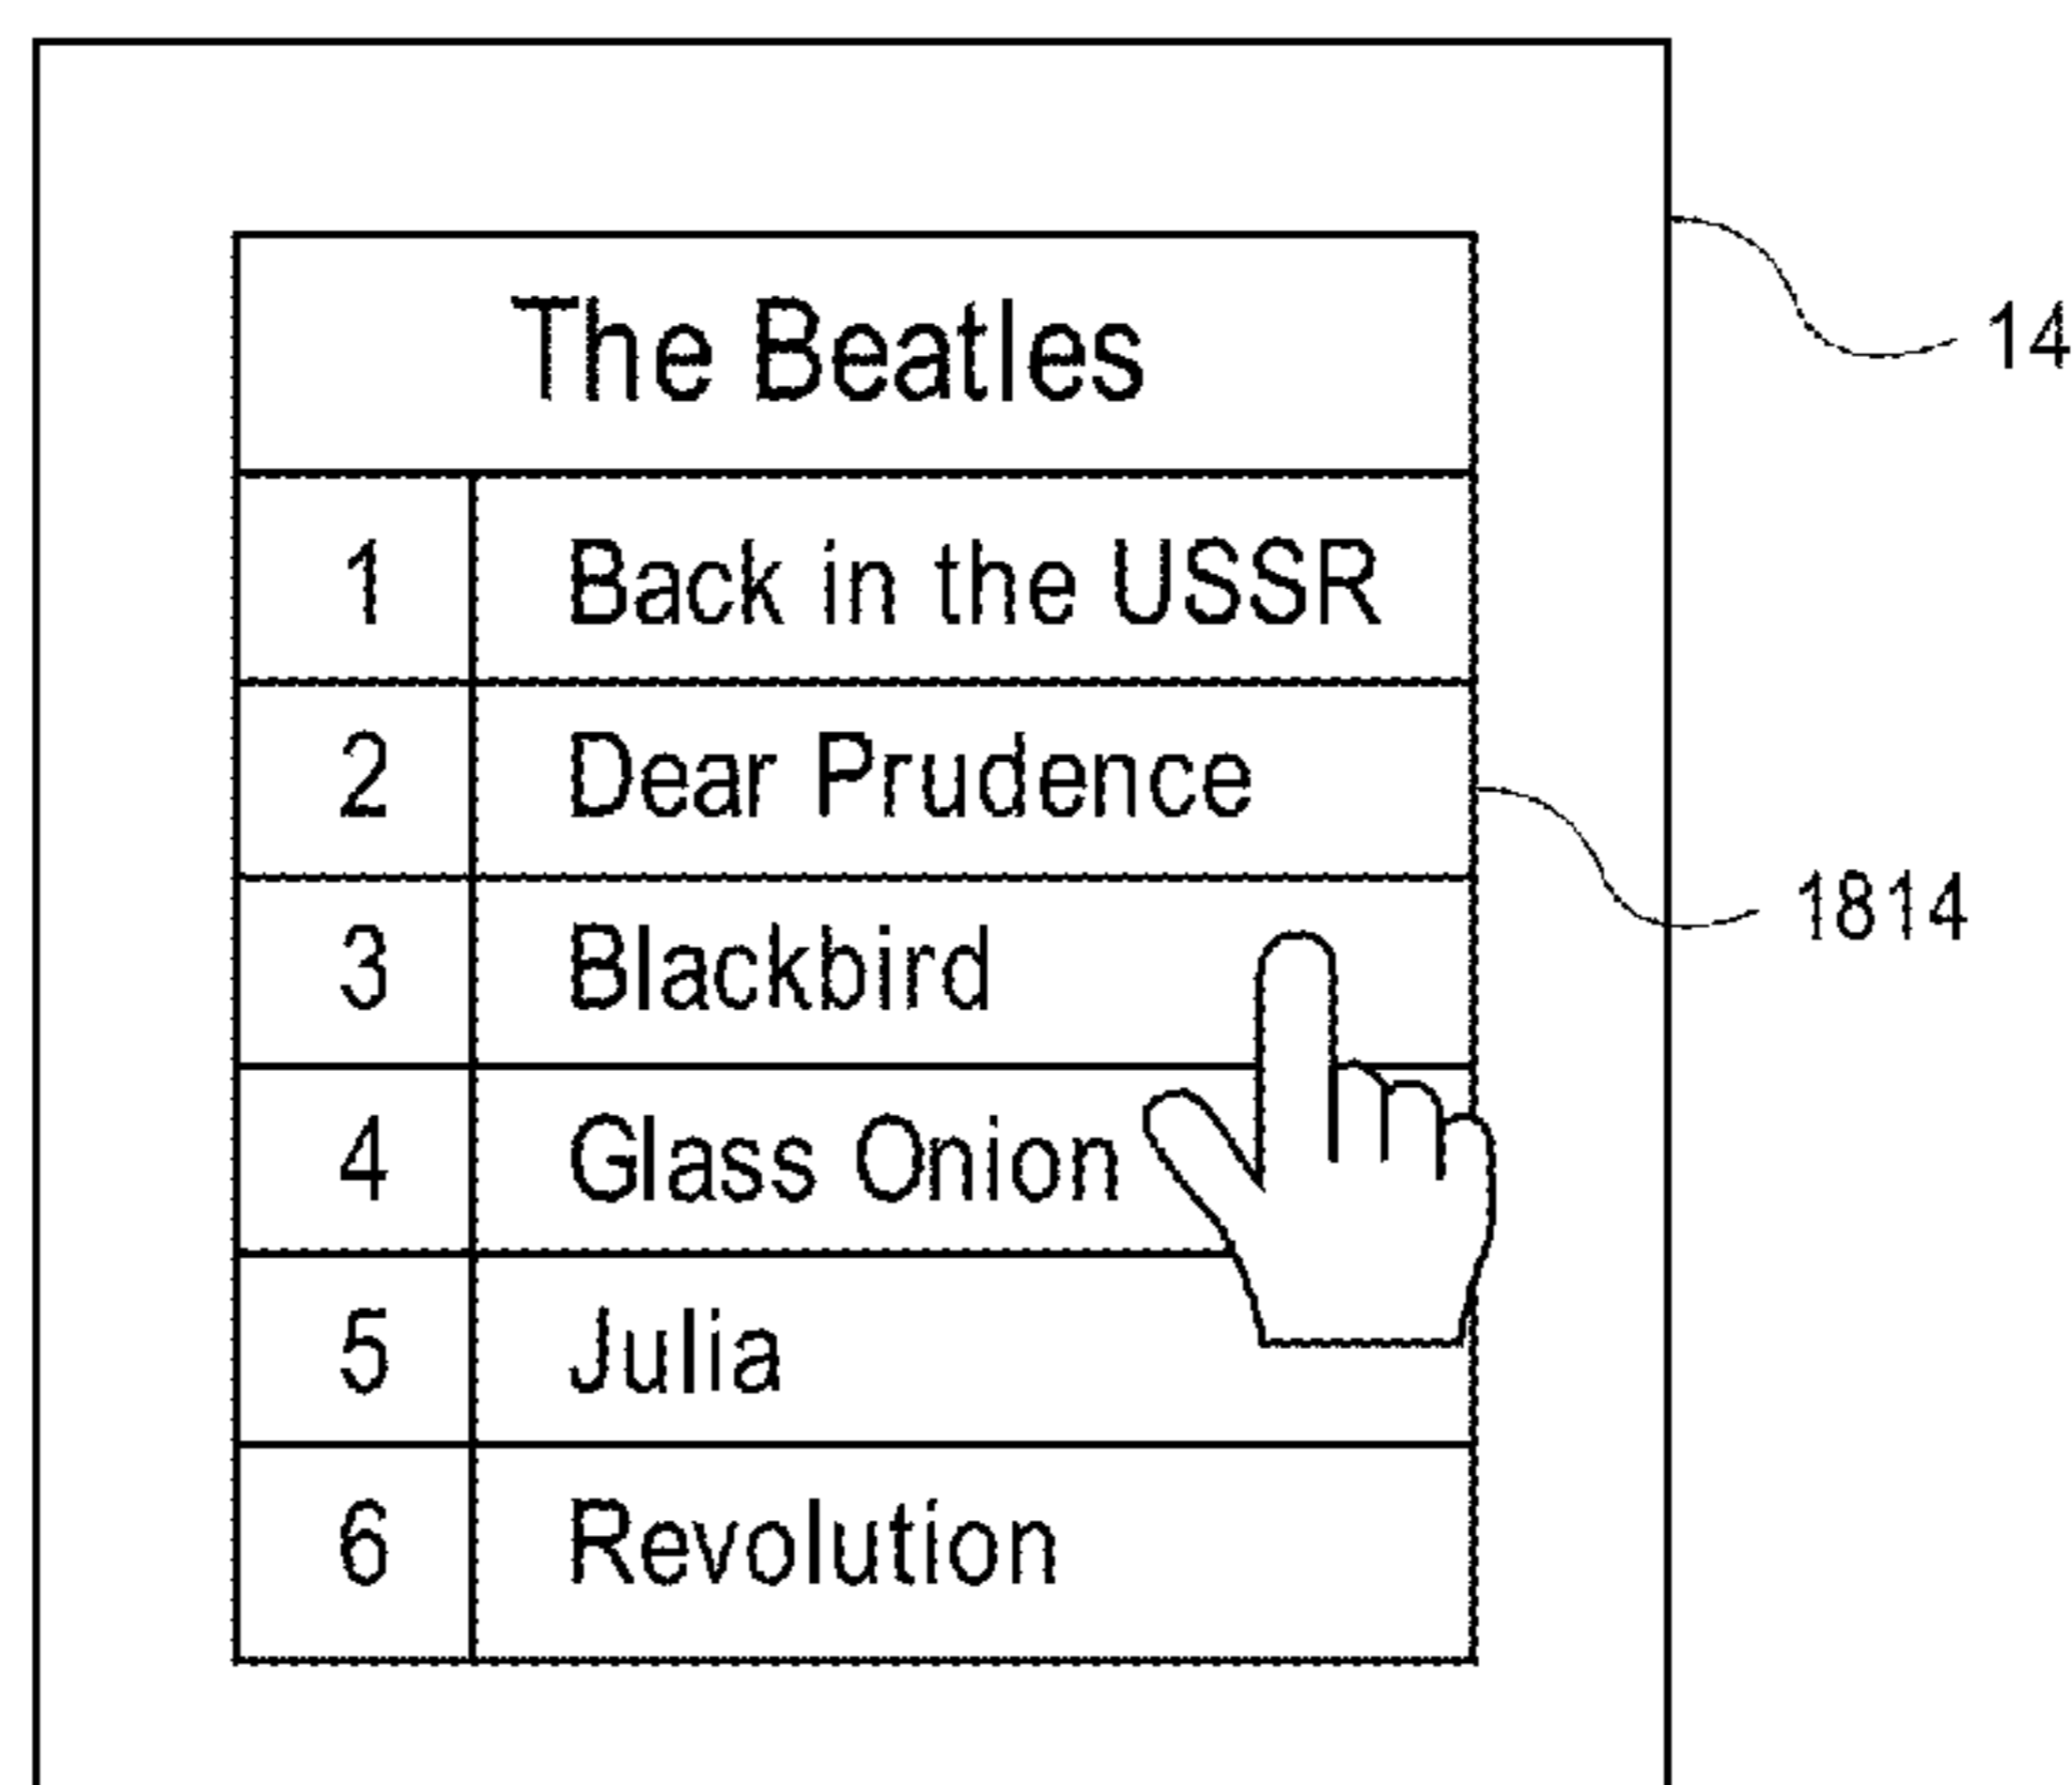 The Beatles
14
1 Back in the USSR
2 Dear Prudence
1814
3 Blackbird
4 Glass Onion
5 Julia
6 Revolution